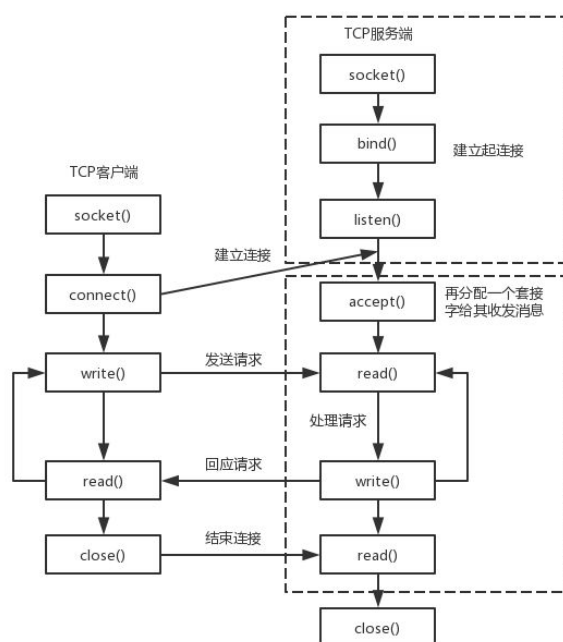 TCP服务端
socket()
bind()
建立起连接
TCP客户端
socket()
listen()
建立连接
connect()
accept()
再分配一个套接
字给其收发消息
write()
发送请求
read()
处理请求
read()
回应请求
write()
close()
结束连接
read()
close()